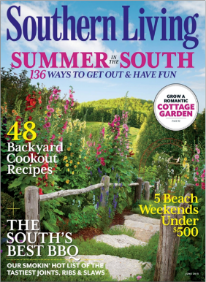 Southern Living
SUMMER IN THE SOUTH
136 WAYS TO GET OUT & HAVE FUN
GROW A
ROMANTIC
COTTAGE
GARDEN
48
Backyard
Cookout
Recipes
5 Beach
Weekends
Under
$500
THE
SOUTH'S
BEST BBQ
OUR SMOKIN' HOT LIST OF THE
TASTIEST JOINTS, RIBS & SLAWS